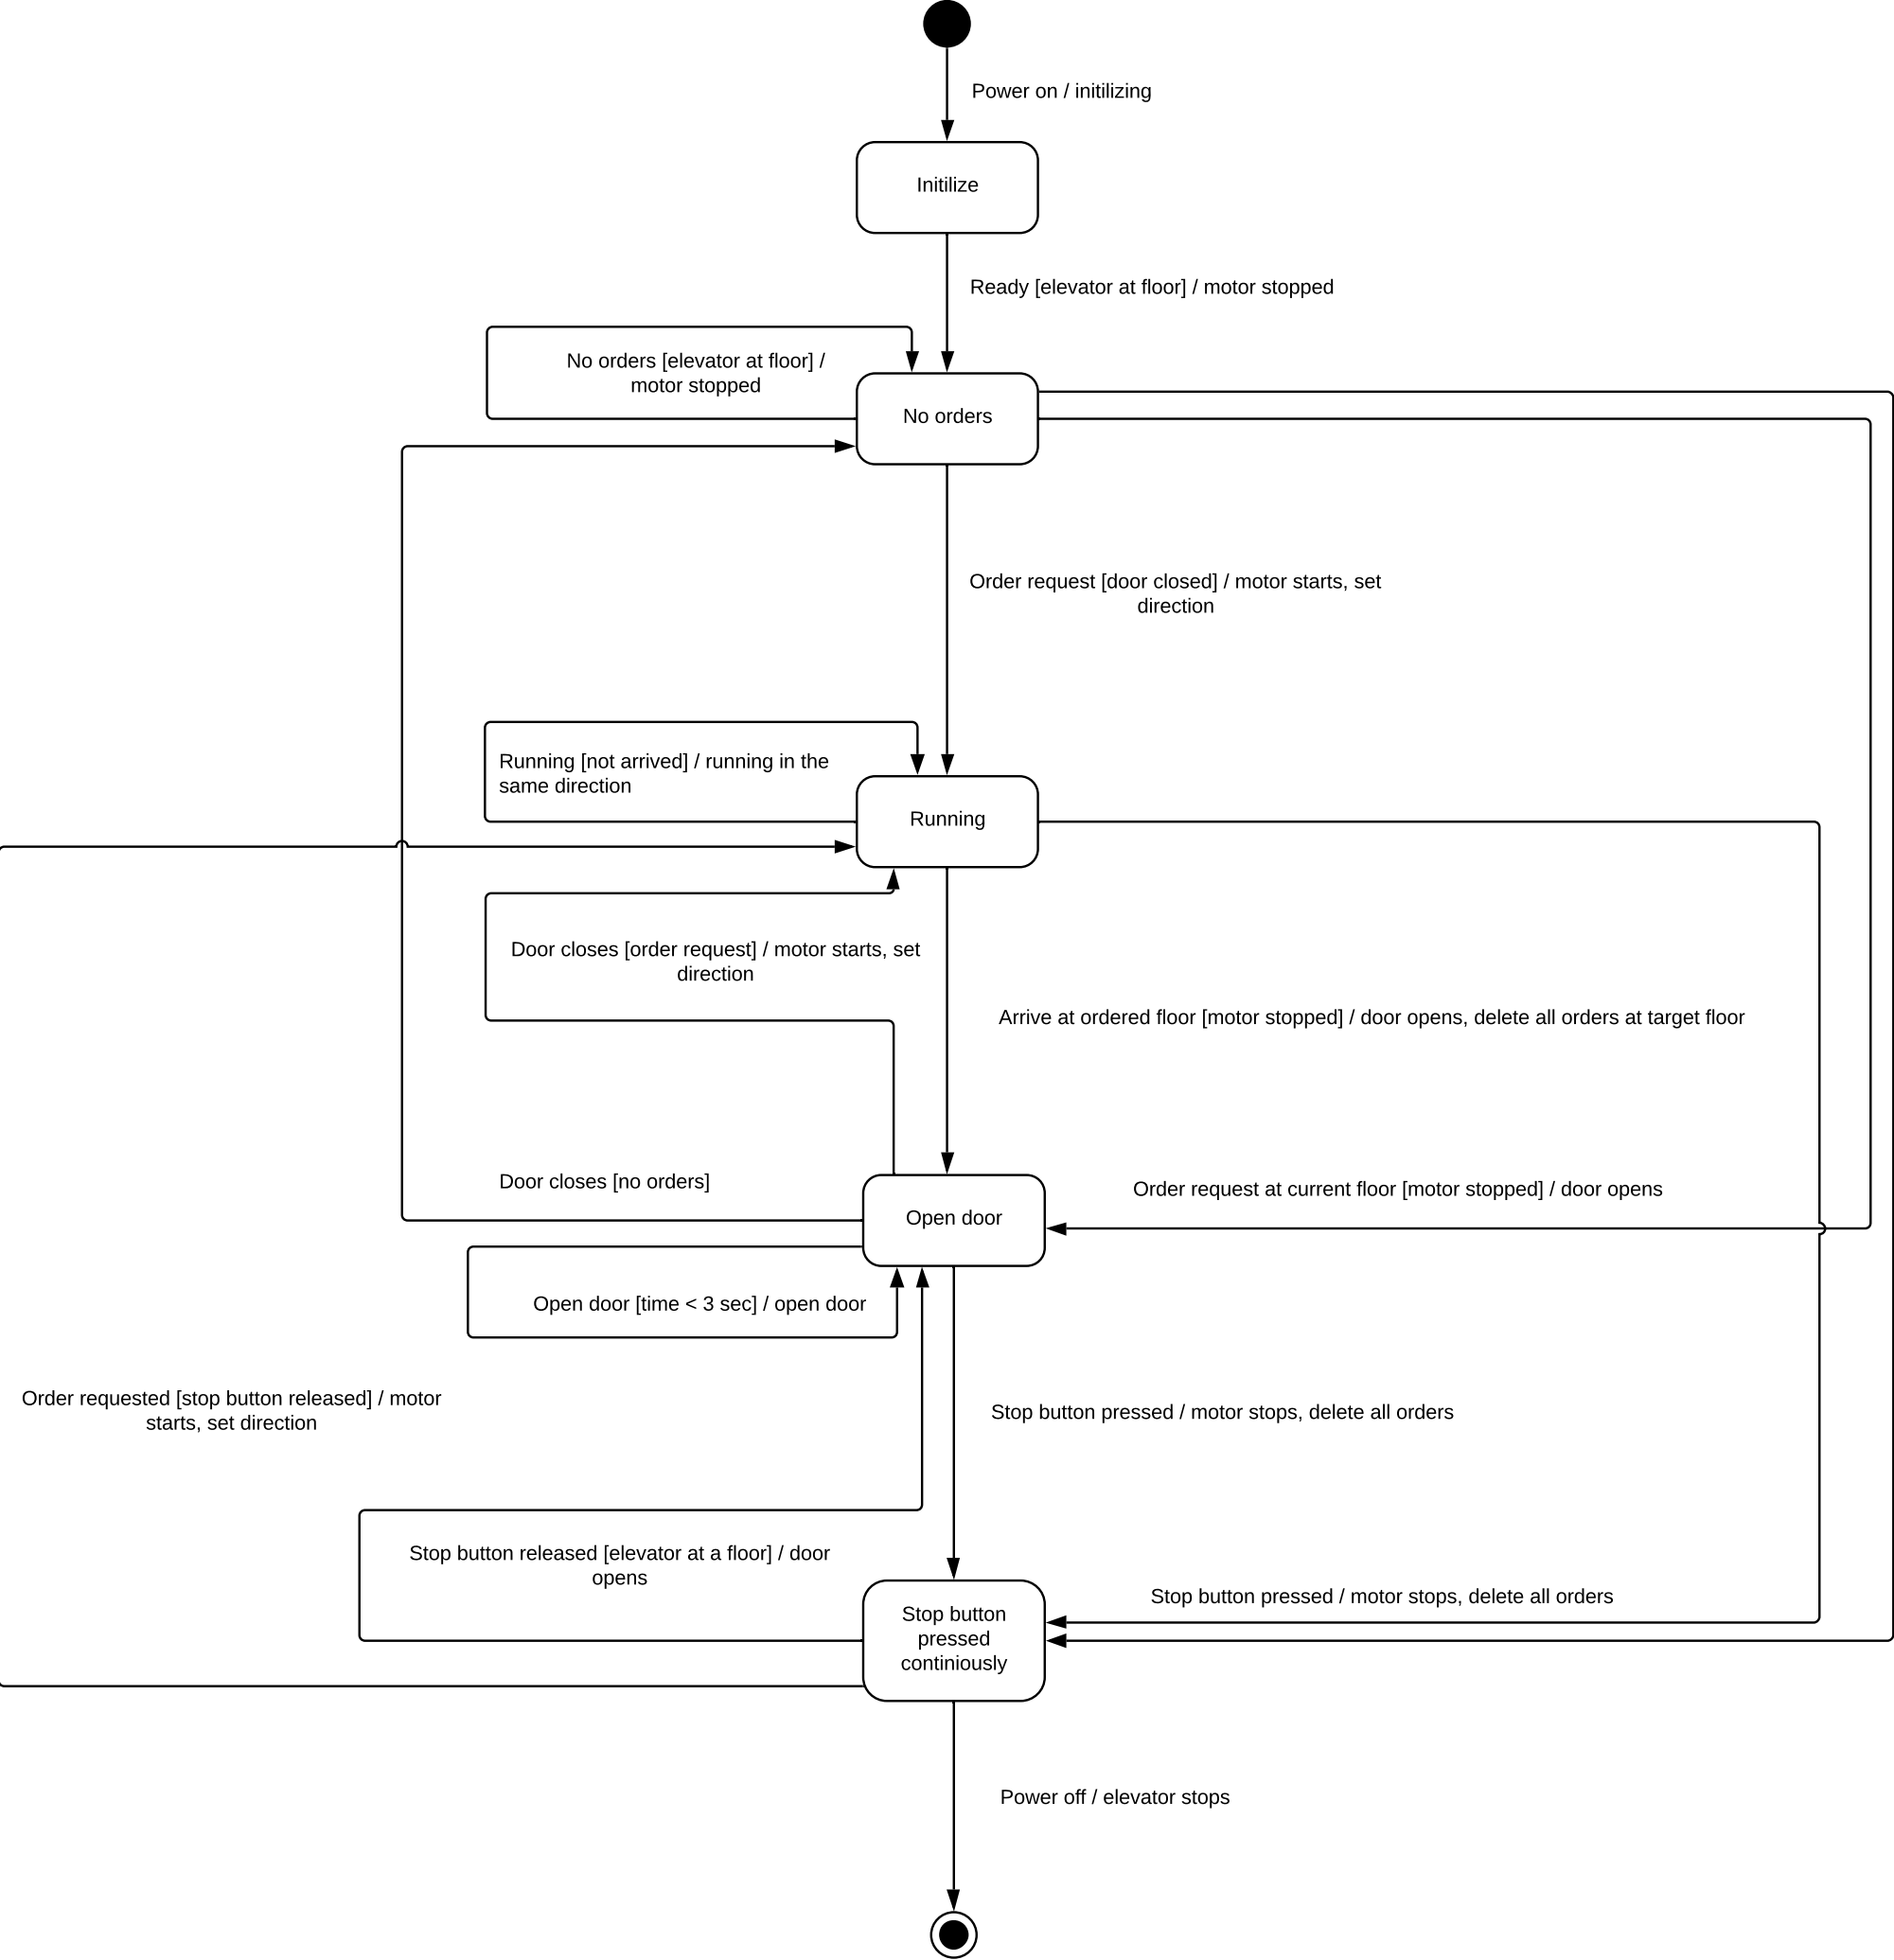 Power on / initilizing
Initilize
Ready [elevator at floor] / motor stopped
No orders [elevator at floor] /
motor stopped
No orders
Order request [door closed] / motor starts, set
direction
Running [not arrived] / running in the
same direction
Running
Door closes [order request] / motor starts, set
direction
Arrive at ordered floor [motor stopped] / door opens, delete all orders at target floor
Door closes [no orders]
Order request at current floor [motor stopped] / door opens
Open door
Open door [time < 3 sec] / open door
Order requested [stop button released] / motor
starts, set direction
Stop button pressed / motor stops, delete all orders
Stop button released [elevator at a floor] / door
opens
Stop button pressed / motor stops, delete all orders
Stop button
pressed
continiously
Power off / elevator stops